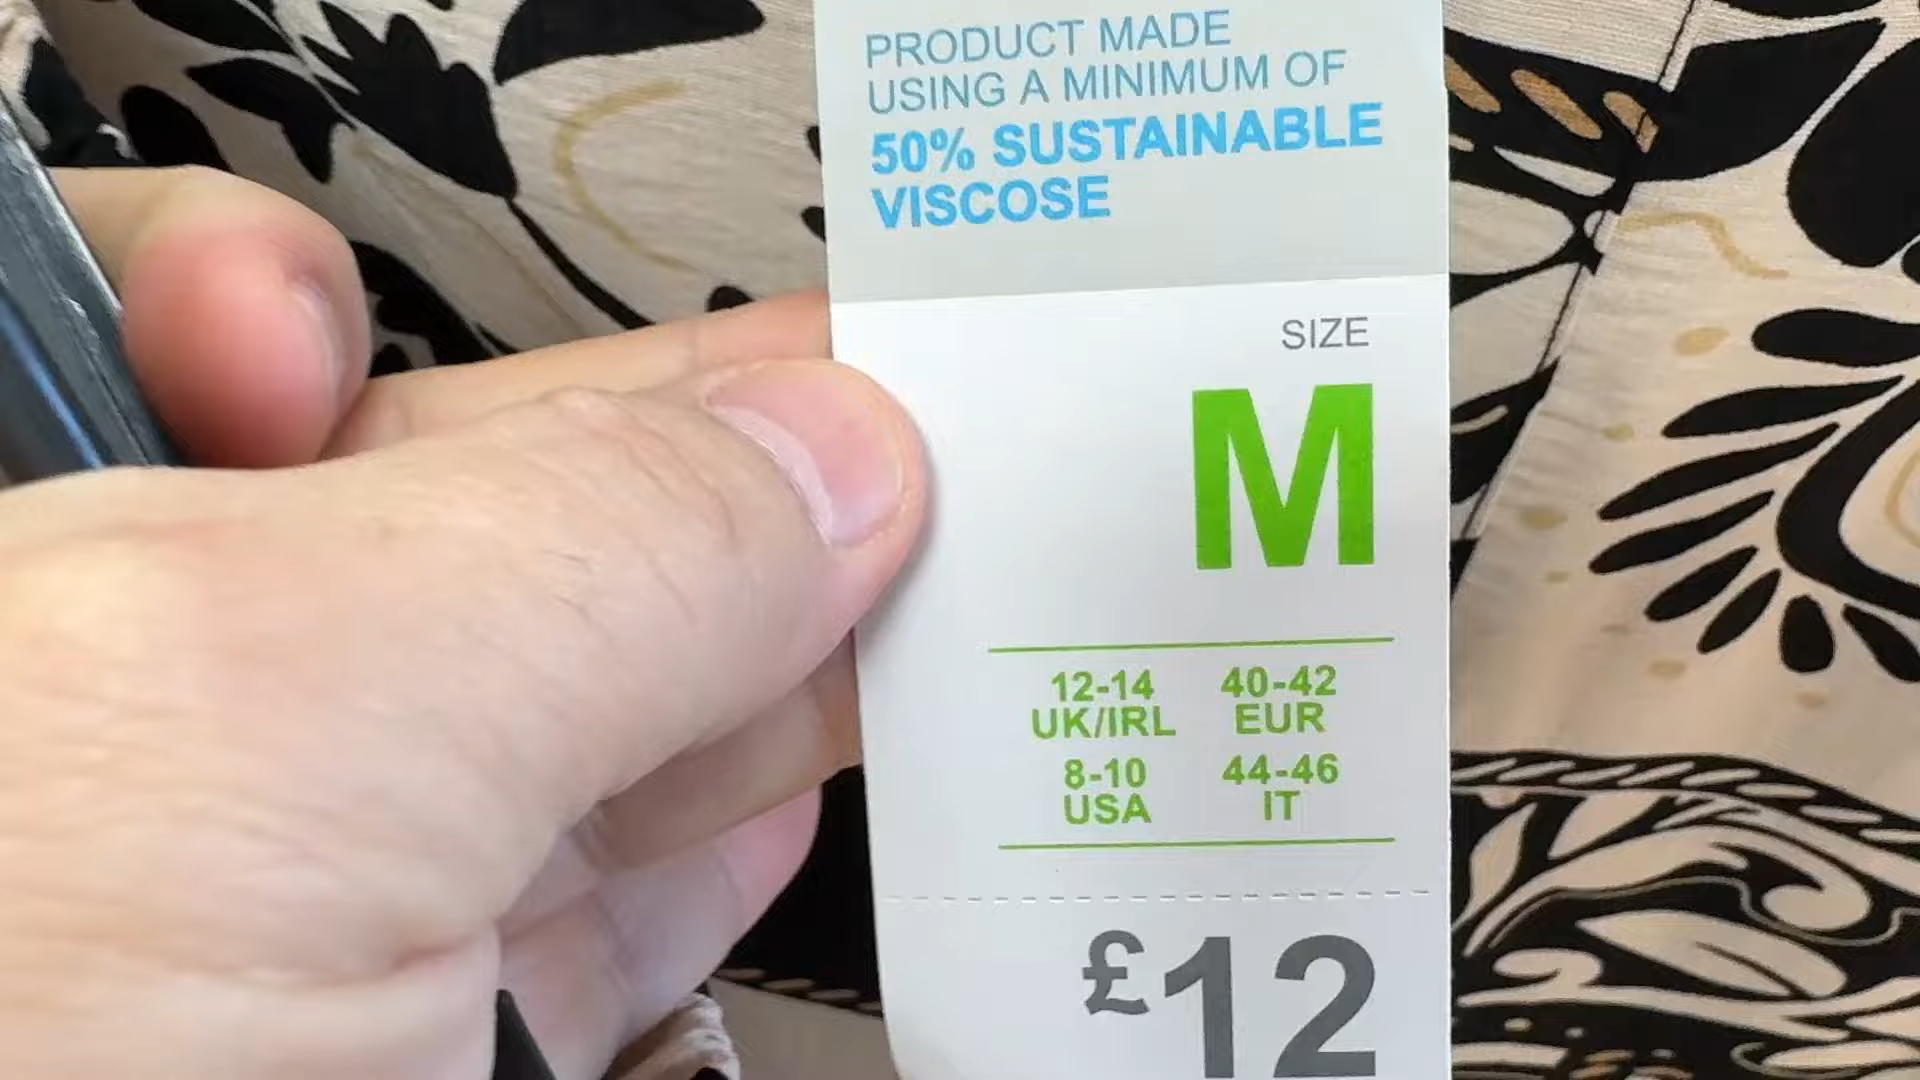 PRODUCT MADE
USING A MINIMUM OF
50% SUSTAINABLE
VISCOSE
SIZE
M
12-14 40-42
UK/IRL EUR
8-10 44-46
USA IT
£12